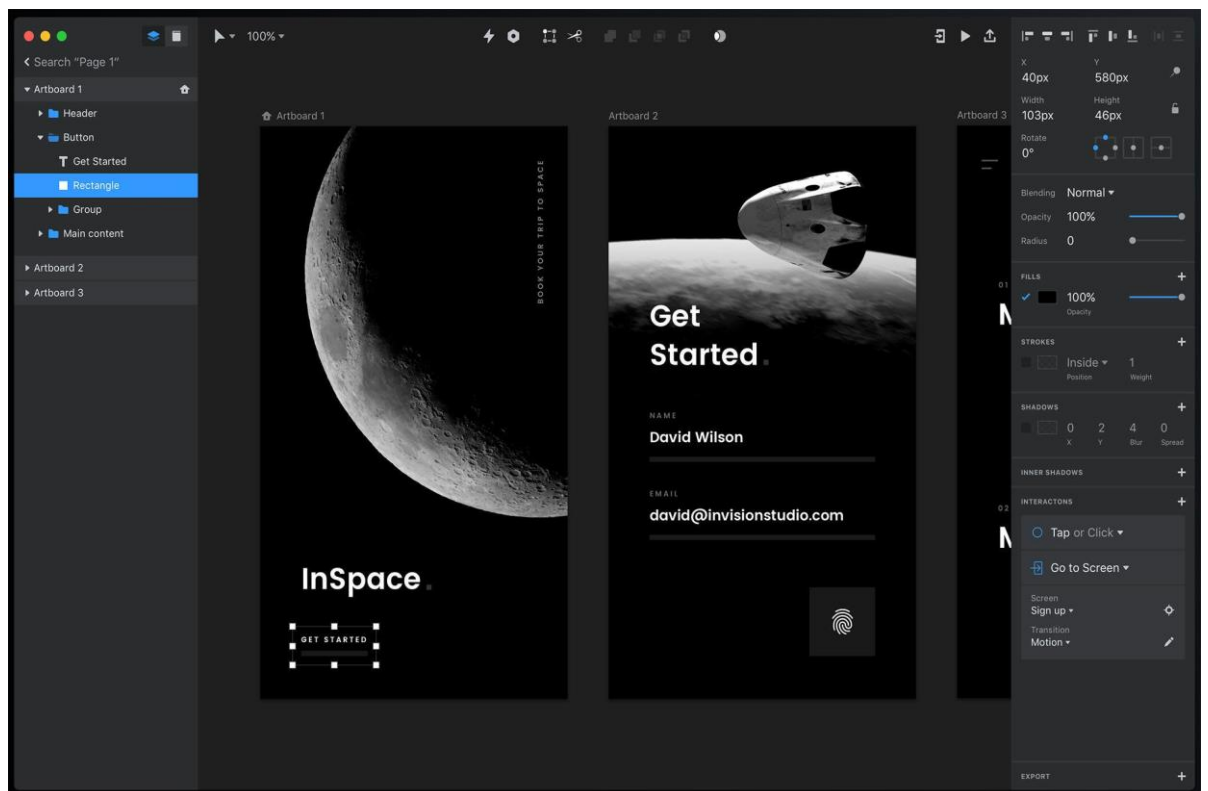 100%
Search "Page 1"
Artboard 1
Header
Button
Get Started
Rectangle
Group
Main content
Artboard 2
Artboard 3
Artboard 1
BOOK YOUR TRIP TO SPACE
InSpace.
GET STARTED
Artboard 2
Get
Started.
NAME
David Wilson
EMAIL
david@invisionstudio.com
Artboard 3
01
M
02
M
X Y
40px 580px
Width Height
103px 46px
Rotate
0°
Blending Normal
Opacity 100%
Radius 0
FILLS +
100%
Opacity
STROKES +
Inside 1
Position Weight
SHADOWS +
0 2 4 0
X Y Blur Spread
INNER SHADOWS +
INTERACTONS +
Tap or Click
Go to Screen
Screen
Sign up
Transition
Motion
EXPORT +